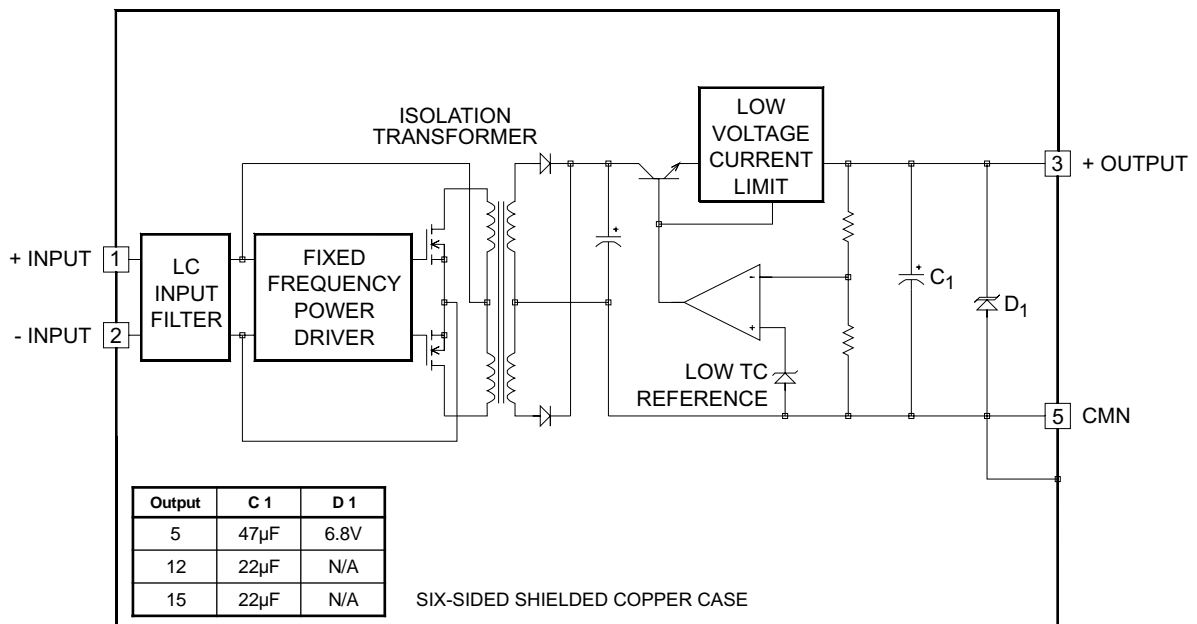 ISOLATION
TRANSFORMER
LOW
VOLTAGE
CURRENT
LIMIT
3 + OUTPUT
+ INPUT 1
- INPUT 2
LC
INPUT
FILTER
FIXED
FREQUENCY
POWER
DRIVER
+
-
+
+
C1
D1
LOW TC
REFERENCE
5 CMN
Output C 1 D 1
5 47µF 6.8V
12 22µF N/A
15 22µF N/A
SIX-SIDED SHIELDED COPPER CASE